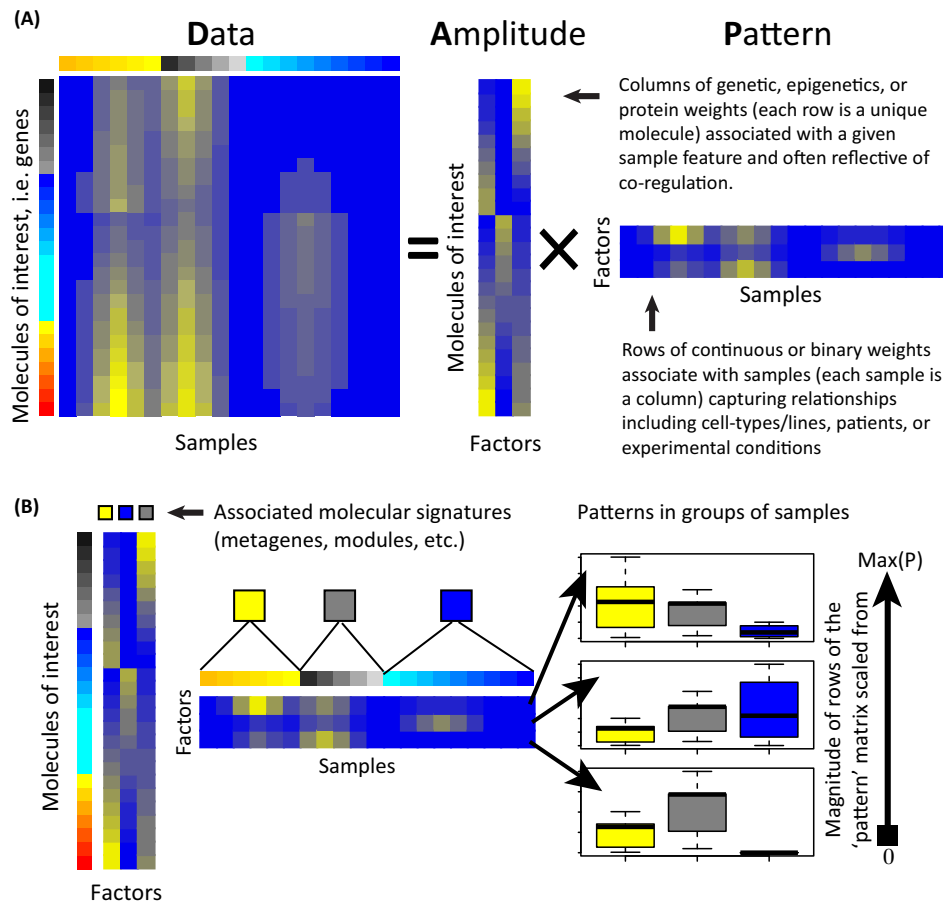 (A)
Data
Amplitude
Pattern
Molecules of interest, i.e. genes
Samples
=
Molecules of interest
Factors
×
Columns of genetic, epigenetics, or
protein weights (each row is a unique
molecule) associated with a given
sample feature and often reflective of
co-regulation.
Factors
Samples
Rows of continuous or binary weights
associate with samples (each sample is
a column) capturing relationships
including cell-types/lines, patients, or
experimental conditions
(B)
Associated molecular signatures
(metagenes, modules, etc.)
Molecules of interest
Factors
Factors
Samples
Patterns in groups of samples
Magnitude of rows of the
‘pattern’ matrix scaled from
Max(P)
0